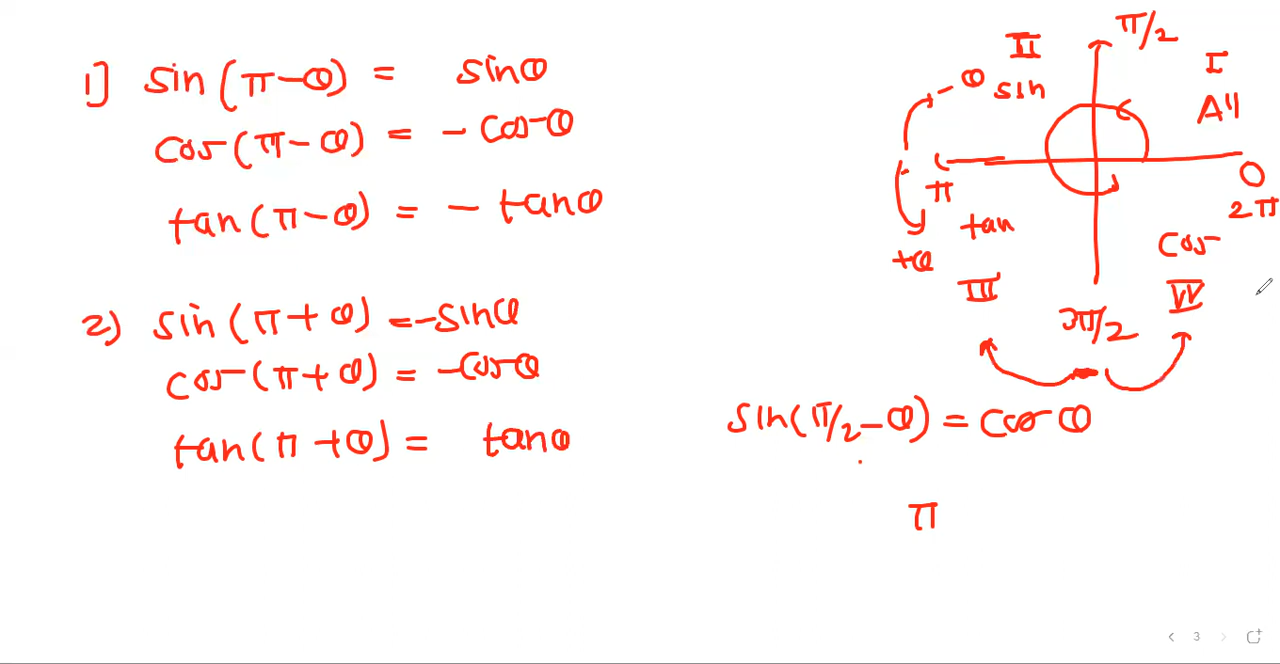 1] sin(π-θ) = sinθ
cos(π-θ) = -cosθ
tan(π-θ) = -tanθ
2) sin(π+θ) = -sinθ
cos(π+θ) = -cosθ
tan(π+θ) = tanθ
π/2
II
I
-θ sin
All
π
0
2π
tan
cos
+θ
III
IV
3π/2
sin(π/2-θ) = cosθ
π
3